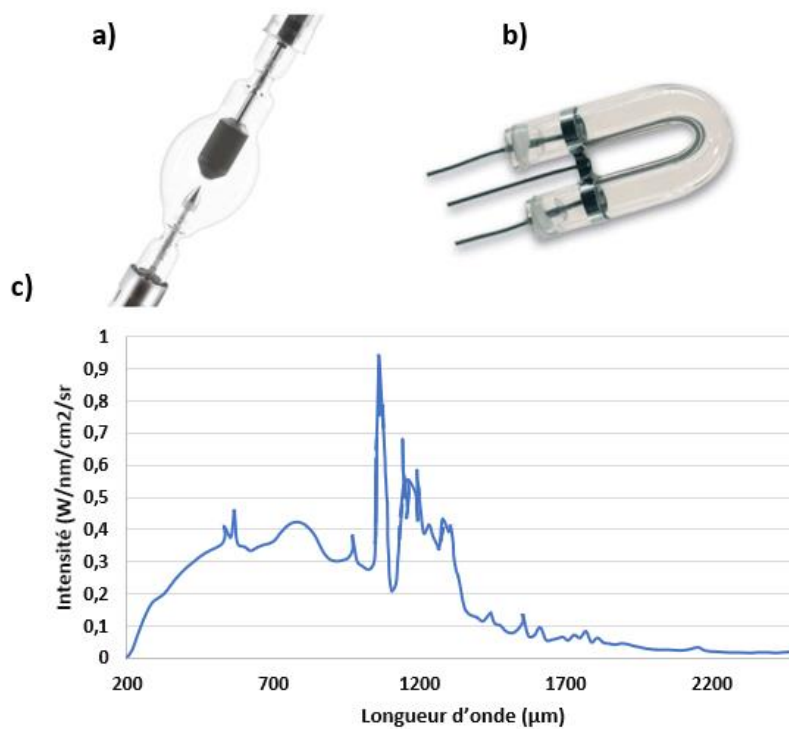 a)
b)
c)
Intensité (W/nm/cm2/sr)
1
0,9
0,8
0,7
0,6
0,5
0,4
0,3
0,2
0,1
0
200 700 1200 1700 2200
Longueur d’onde (µm)